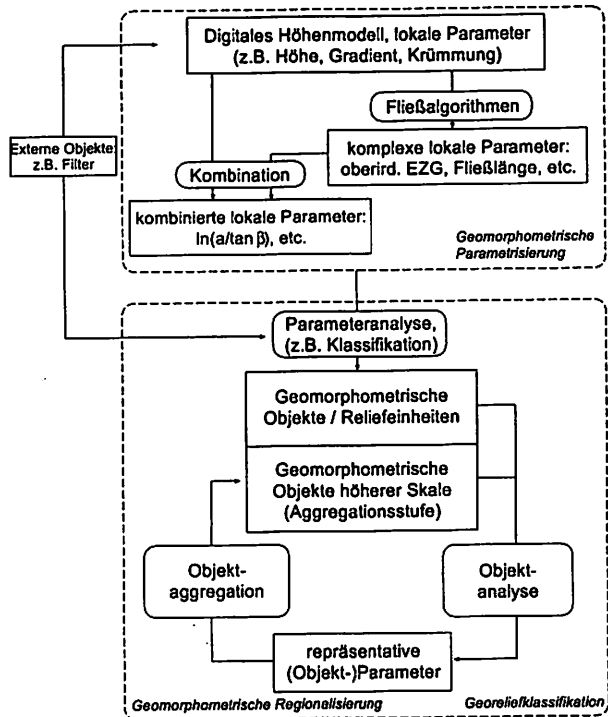 Digitales Höhenmodell, lokale Parameter
(z.B. Höhe, Gradient, Krümmung)
Fließalgorithmen
Externe Objekte:
z.B. Filter
komplexe lokale Parameter:
oberird. EZG, Fließlänge, etc.
Kombination
kombinierte lokale Parameter:
ln(a/tan β), etc.
Geomorphometrische
Parametrisierung
Parameteranalyse,
(z.B. Klassifikation)
Geomorphometrische
Objekte / Reliefeinheiten
Geomorphometrische
Objekte höherer Skale
(Aggregationsstufe)
Objekt-
aggregation
Objekt-
analyse
repräsentative
(Objekt-)Parameter
Geomorphometrische Regionalisierung
Georeliefklassifikation